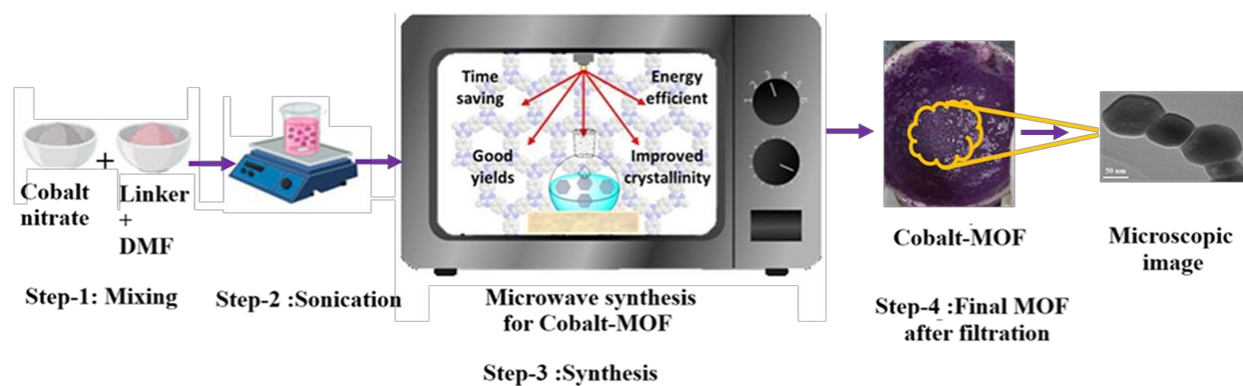 Cobalt
nitrate
+
Linker
+
DMF
Step-1: Mixing
Step-2 :Sonication
Time
saving
Energy
efficient
Good
yields
Improved
crystallinity
Microwave synthesis
for Cobalt-MOF
Step-3 :Synthesis
Cobalt-MOF
Step-4 :Final MOF
after filtration
50 nm
Microscopic
image